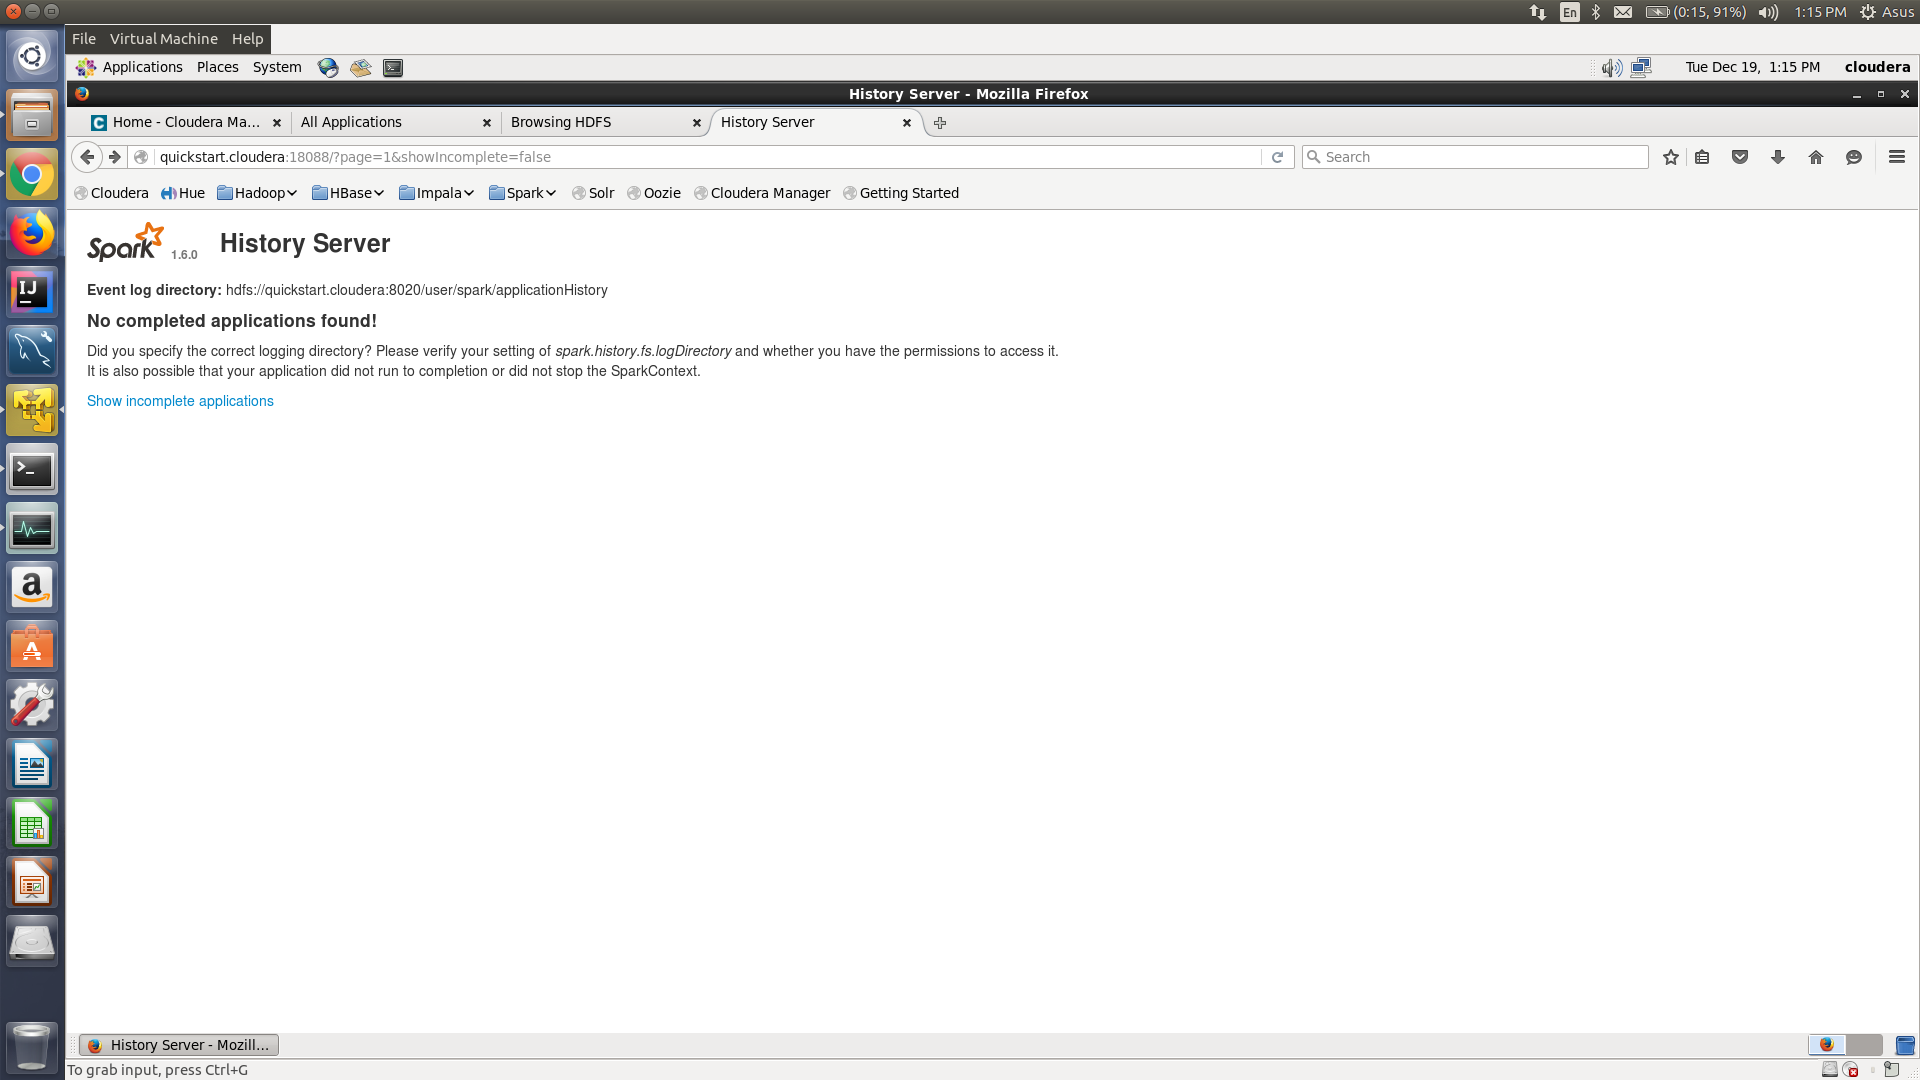 En (0:15, 91%) 1:15 PM Asus
File Virtual Machine Help
Applications Places System Tue Dec 19, 1:15 PM cloudera
History Server - Mozilla Firefox
Home - Cloudera Ma... All Applications Browsing HDFS History Server
quickstart.cloudera:18088/?page=1&showIncomplete=false Search
Cloudera Hue Hadoop HBase Impala Spark Solr Oozie Cloudera Manager Getting Started
Spark 1.6.0 History Server
Event log directory: hdfs://quickstart.cloudera:8020/user/spark/applicationHistory
No completed applications found!
Did you specify the correct logging directory? Please verify your setting of spark.history.fs.logDirectory and whether you have the permissions to access it.
It is also possible that your application did not run to completion or did not stop the SparkContext.
Show incomplete applications
History Server - Mozill...
To grab input, press Ctrl+G